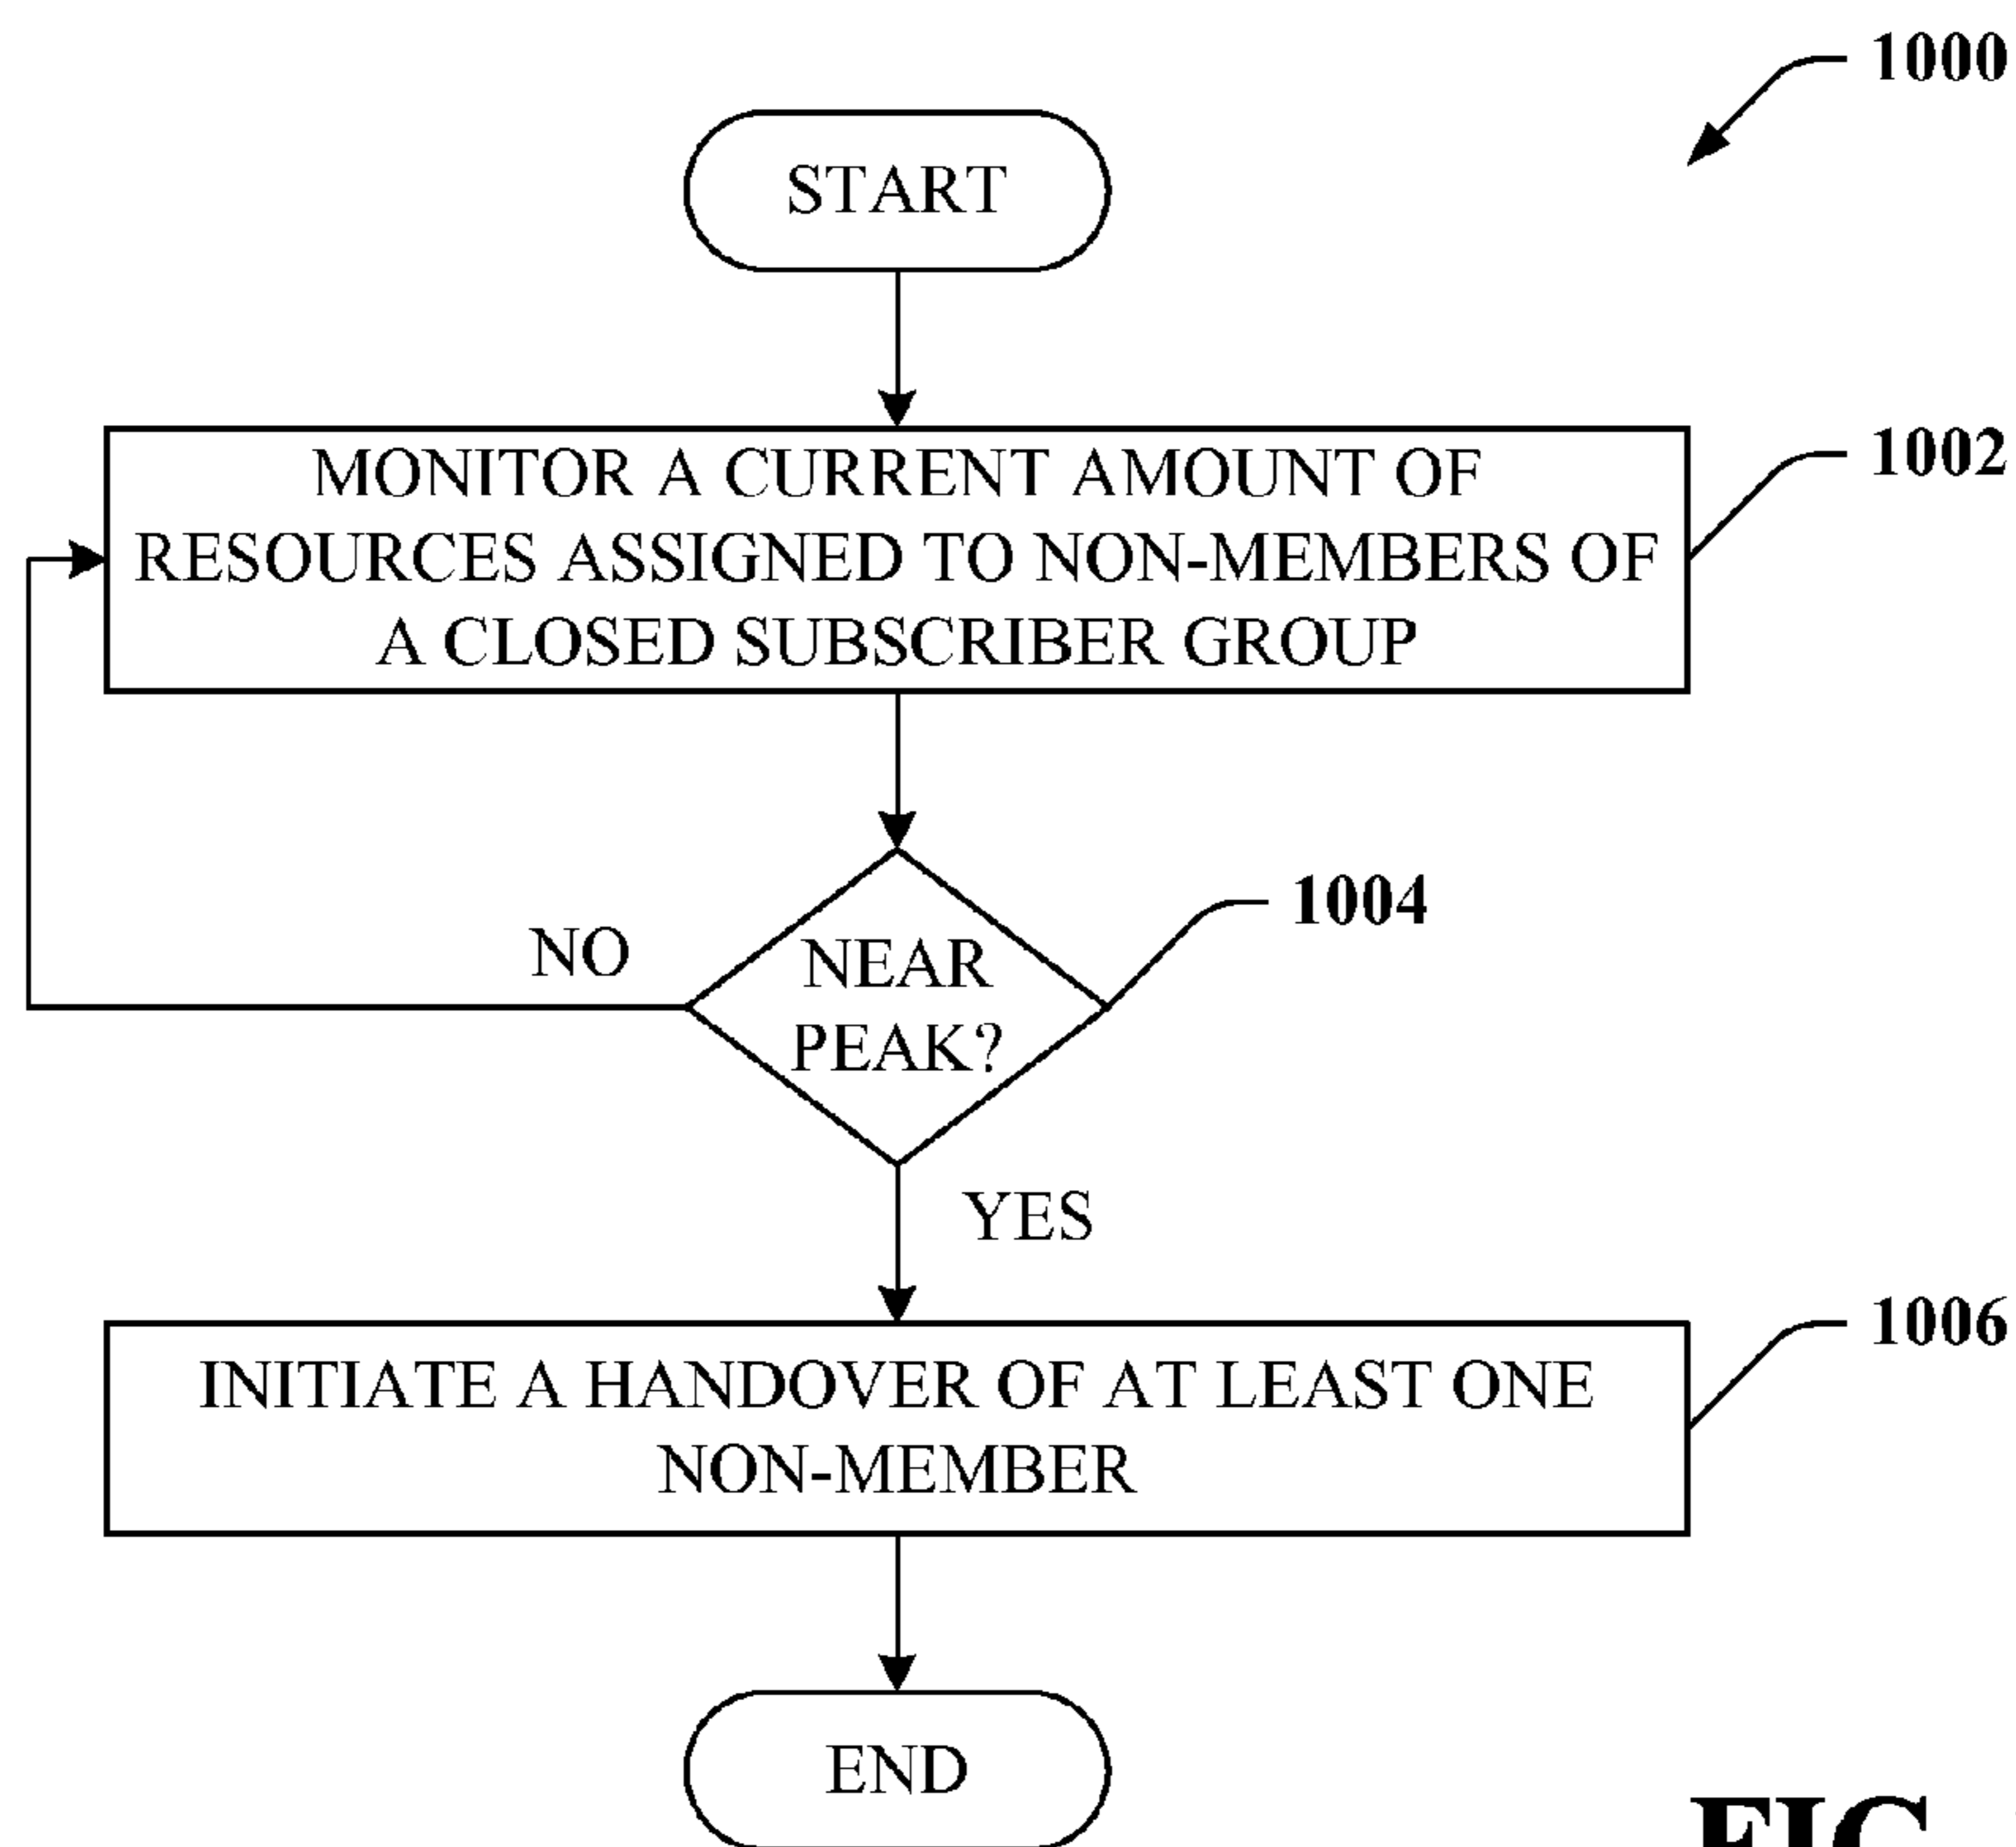 1000
START
MONITOR A CURRENT AMOUNT OF
RESOURCES ASSIGNED TO NON-MEMBERS OF
A CLOSED SUBSCRIBER GROUP
1002
NEAR
PEAK?
1004
NO
YES
INITIATE A HANDOVER OF AT LEAST ONE
NON-MEMBER
1006
END
FIG.